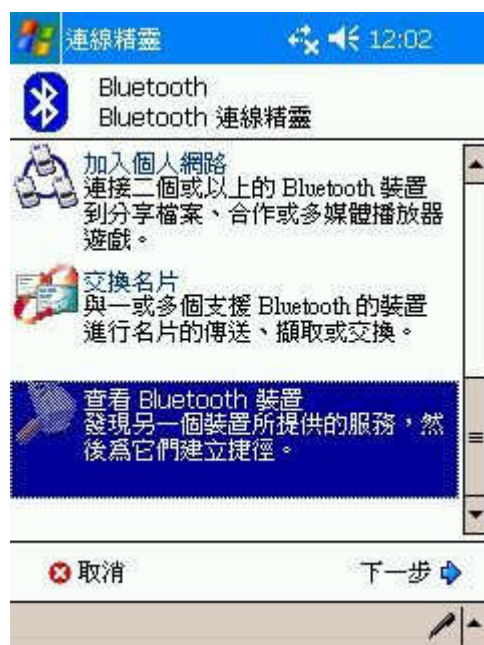 連線精靈 12:02
Bluetooth
Bluetooth 連線精靈
加入個人網路
連接二個或以上的 Bluetooth 裝置
到分享檔案、合作或多媒體播放器
遊戲。
交換名片
與一或多個支援 Bluetooth 的裝置
進行名片的傳送、擷取或交換。
查看 Bluetooth 裝置
發現另一個裝置所提供的服務，然
後為它們建立捷徑。
取消 下一步